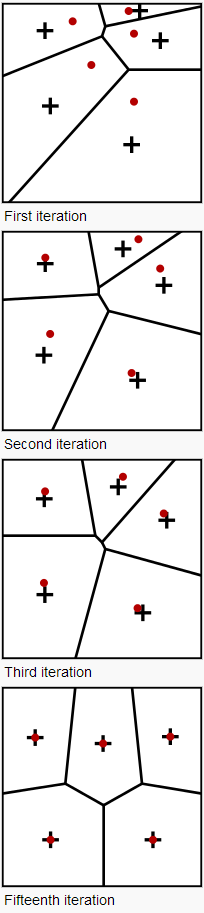 First iteration
Second iteration
Third iteration
Fifteenth iteration